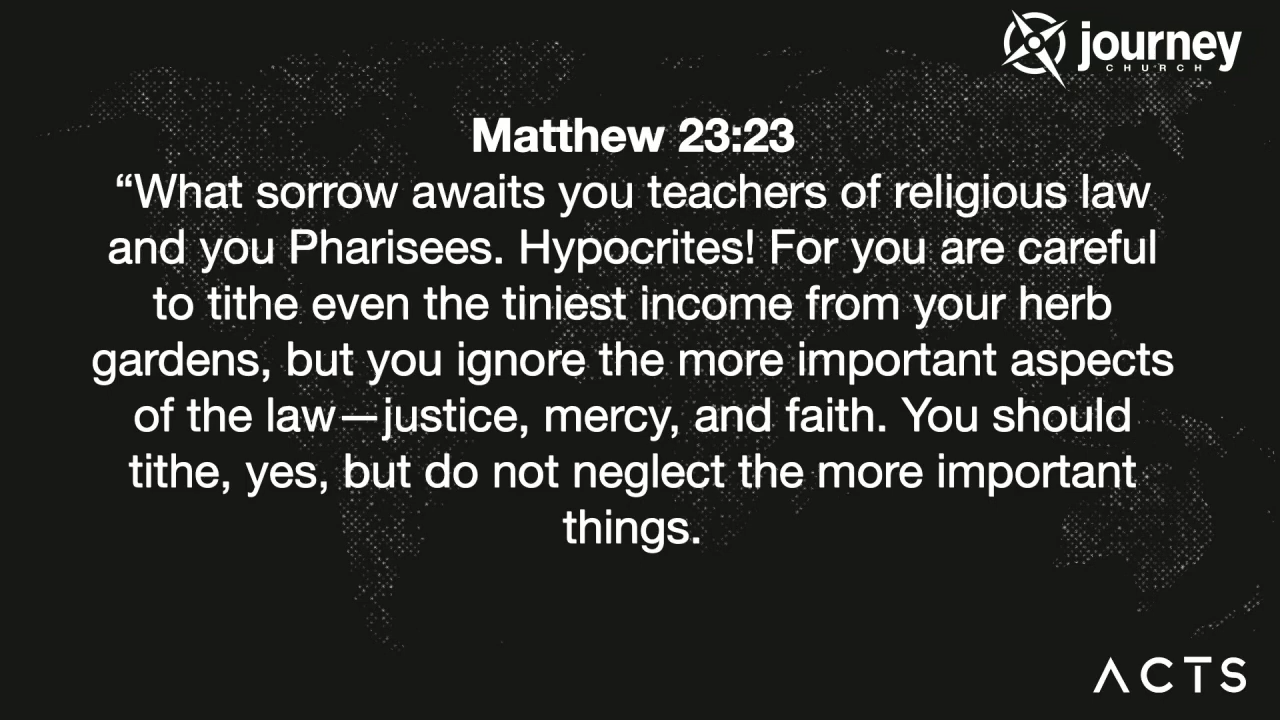 journey
CHURCH
Matthew 23:23
“What sorrow awaits you teachers of religious law
and you Pharisees. Hypocrites! For you are careful
to tithe even the tiniest income from your herb
gardens, but you ignore the more important aspects
of the law—justice, mercy, and faith. You should
tithe, yes, but do not neglect the more important
things.
ACTS